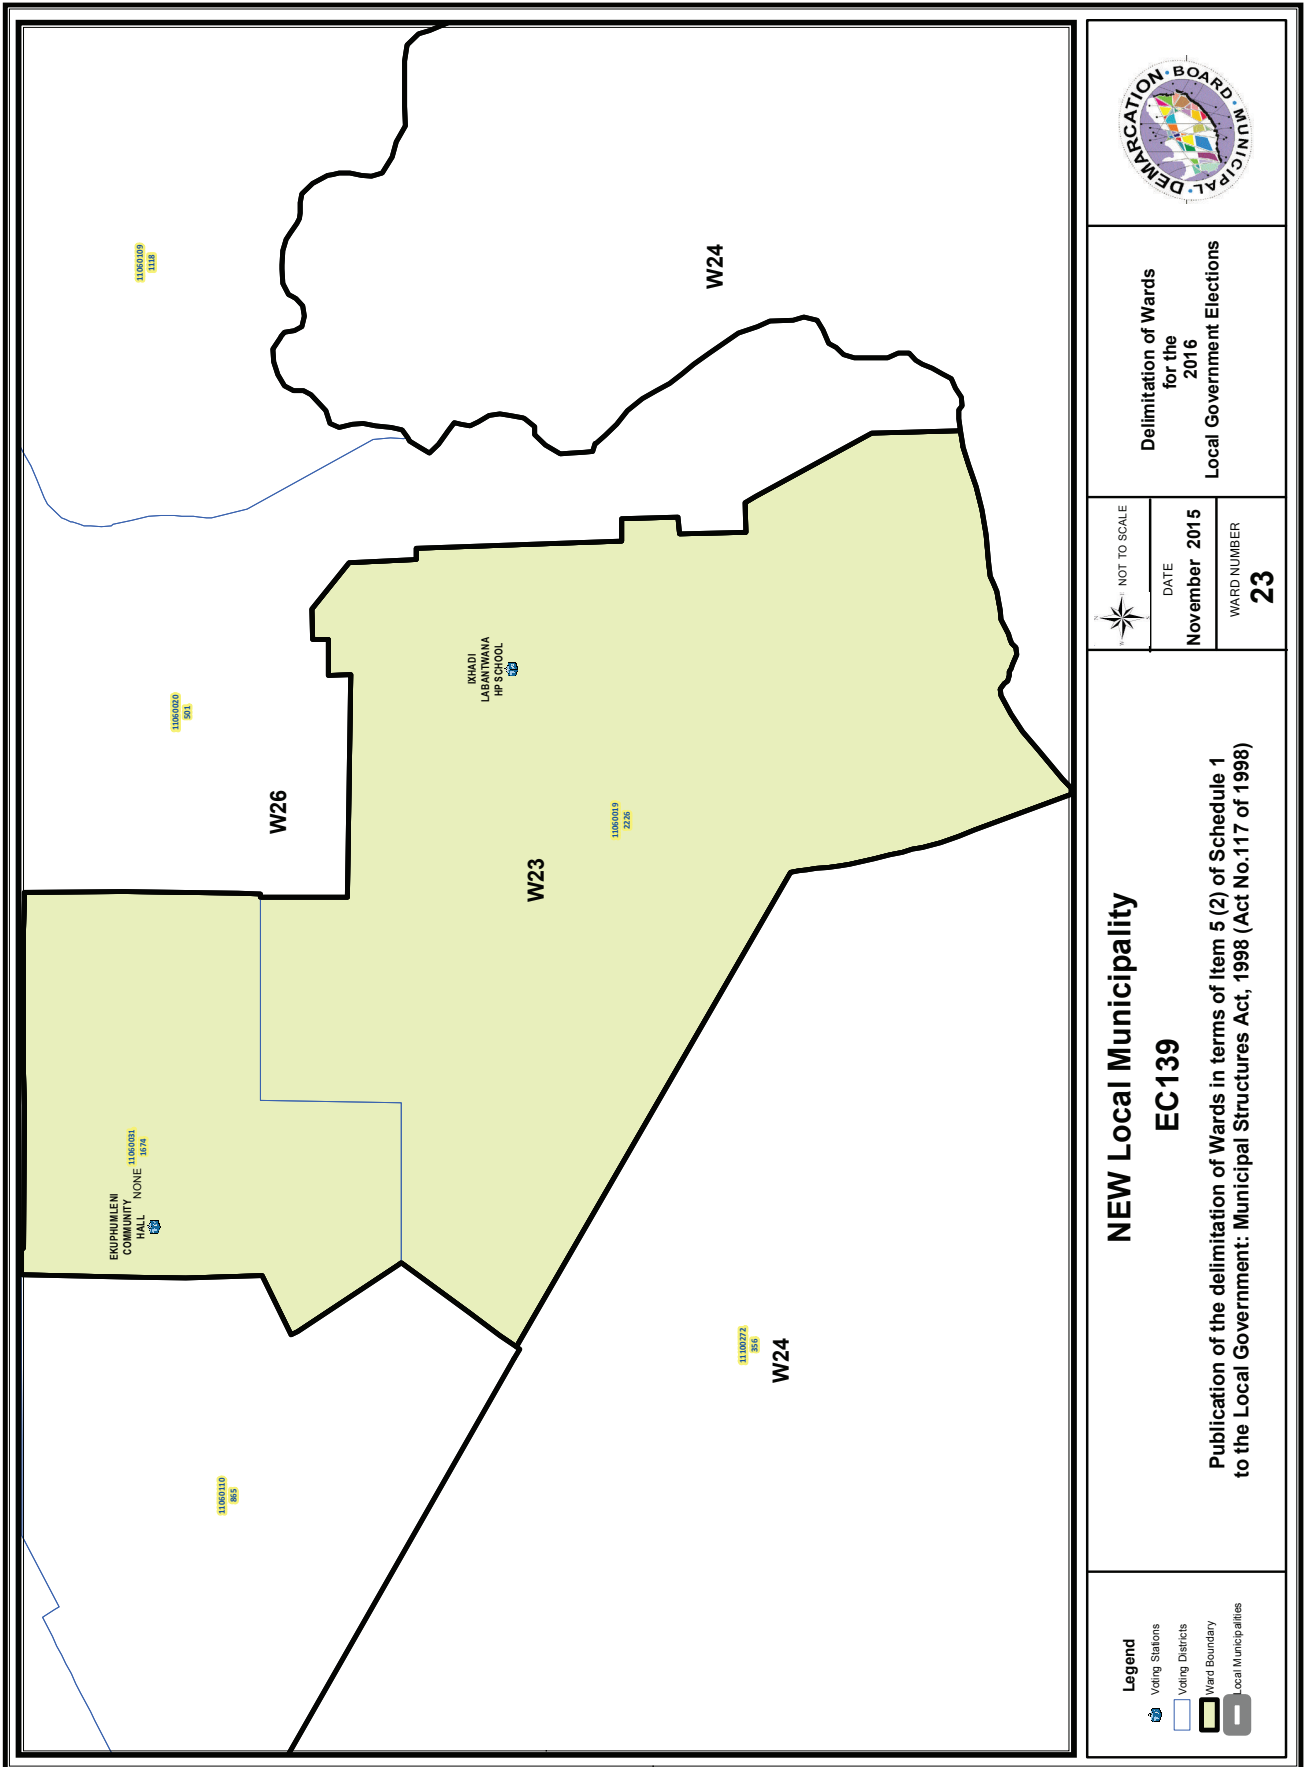 11060109
1118
W24
11060020
501
W26
IXHADI
LABANTWANA
HP SCHOOL
11060019
2226
W23
EKUPHUMLENI
COMMUNITY
HALL
NONE
11060031
1674
11100272
356
W24
11060110
865
Legend
Voting Stations
Voting Districts
Ward Boundary
Local Municipalities
NEW Local Municipality
EC139
Publication of the delimitation of Wards in terms of Item 5 (2) of Schedule 1
to the Local Government: Municipal Structures Act, 1998 (Act No.117 of 1998)
N
W
E
S
NOT TO SCALE
DATE
November 2015
WARD NUMBER
23
Delimitation of Wards
for the
2016
Local Government Elections
MUNICIPAL • DEMARCATION • BOARD •